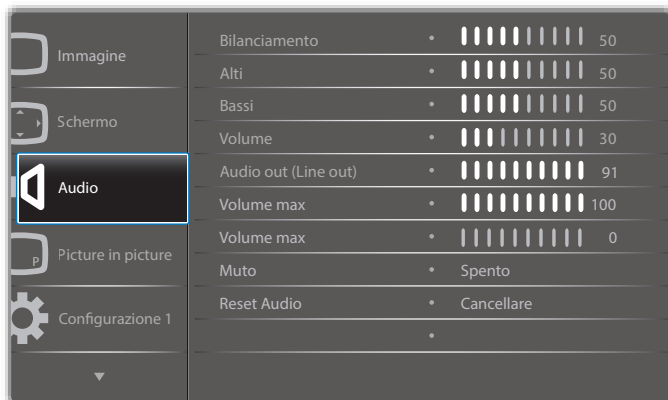 Immagine
Schermo
Audio
P
Picture in picture
Configurazione 1
Bilanciamento • 50
Alti • 50
Bassi • 50
Volume • 30
Audio out (Line out) • 91
Volume max • 100
Volume max • 0
Muto • Spento
Reset Audio • Cancellare
•